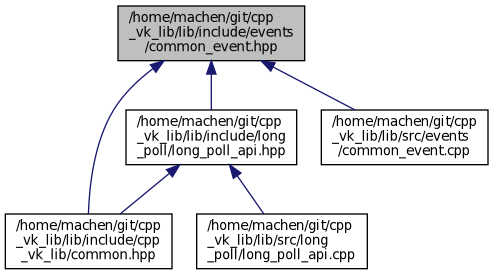 /home/machen/git/cpp
_vk_lib/lib/include/events
/common_event.hpp
/home/machen/git/cpp
_vk_lib/lib/include/long
_poll/long_poll_api.hpp
/home/machen/git/cpp
_vk_lib/lib/src/events
/common_event.cpp
/home/machen/git/cpp
_vk_lib/lib/include/cpp
_vk_lib/common.hpp
/home/machen/git/cpp
_vk_lib/lib/src/long
_poll/long_poll_api.cpp